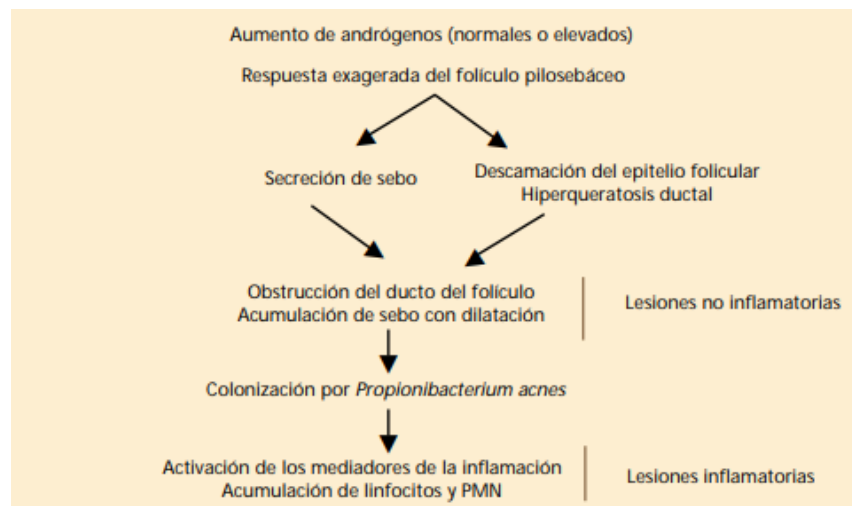 Aumento de andrógenos (normales o elevados)
Respuesta exagerada del folículo pilosebáceo
Secreción de sebo
Descamación del epitelio folicular
Hiperqueratosis ductal
Obstrucción del ducto del folículo
Acumulación de sebo con dilatación
Lesiones no inflamatorias
Colonización por Propionibacterium acnes
Activación de los mediadores de la inflamación
Acumulación de linfocitos y PMN
Lesiones inflamatorias